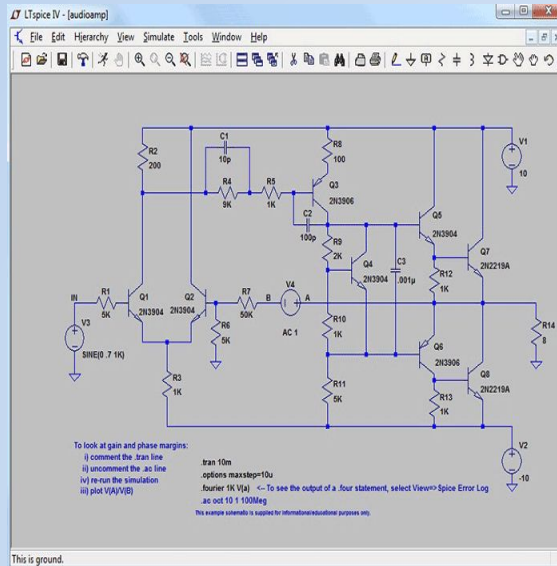 LTspice IV - [audioamp]
File Edit Hierarchy View Simulate Tools Window Help
R2
200
C1
10p
R4
9K
R5
1K
R8
100
Q3
2N3906
V1
10
C2
100p
R9
2K
Q4
2N3904
C3
.001µ
Q5
2N3904
Q7
2N2219A
R12
1K
IN
R1
5K
Q1
2N3904
Q2
2N3904
R7
50K
B
V4
A
AC 1
R6
5K
V3
SINE(0 .7 1K)
R10
1K
R14
8
Q6
2N3906
Q8
2N2219A
R3
1K
R11
5K
R13
1K
V2
-10
To look at gain and phase margins:
i) comment the .tran line
ii) uncomment the .ac line
iv) re-run the simulation
iii) plot V(A)/V(B)
.tran 10m
.options maxstep=10u
.fourier 1K V(a) <-- To see the output of a .four statement, select View=>Spice Error Log
.ac oct 10 1 100Meg
This example schematic is supplied for informational/educational purposes only.
This is ground.